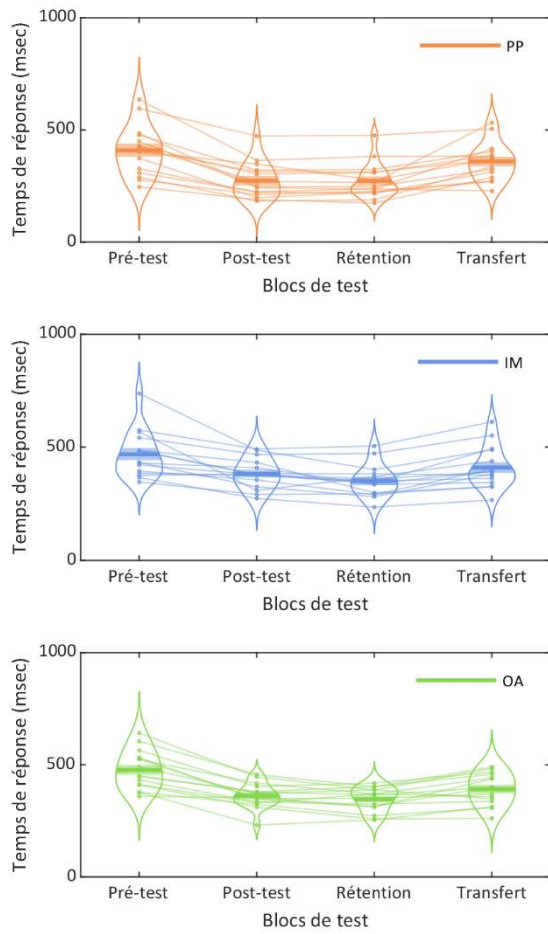 1000
PP
500
Temps de réponse (msec)
0
Pré-test Post-test Rétention Transfert
Blocs de test
1000
IM
500
Temps de réponse (msec)
0
Pré-test Post-test Rétention Transfert
Blocs de test
1000
OA
500
Temps de réponse (msec)
0
Pré-test Post-test Rétention Transfert
Blocs de test